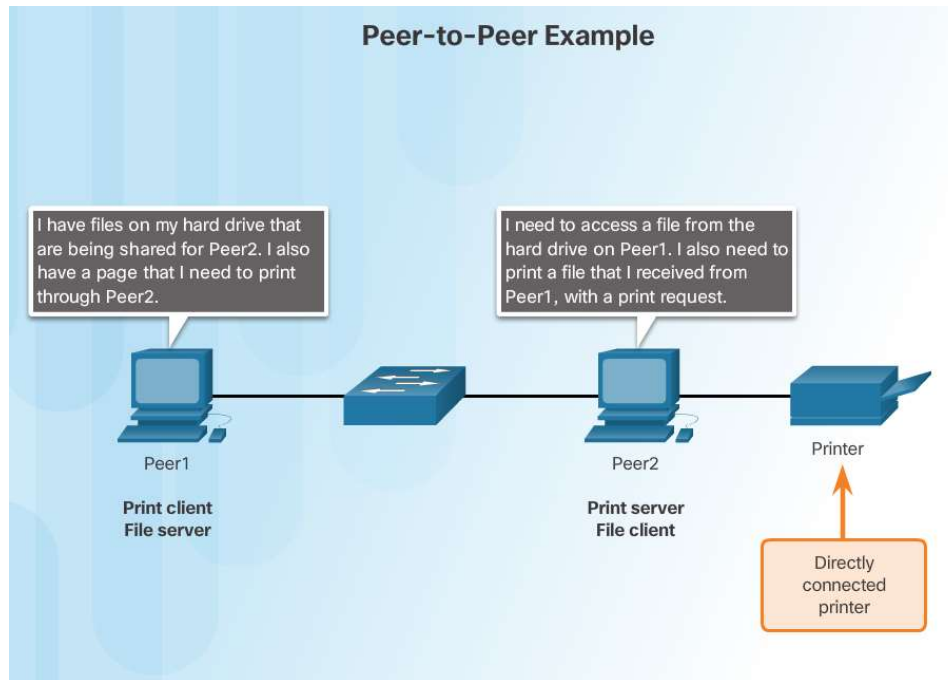 Peer-to-Peer Example
I have files on my hard drive that
are being shared for Peer2. I also
have a page that I need to print
through Peer2.
I need to access a file from the
hard drive on Peer1. I also need to
print a file that I received from
Peer1, with a print request.
Peer1
Print client
File server
Peer2
Print server
File client
Printer
Directly
connected
printer